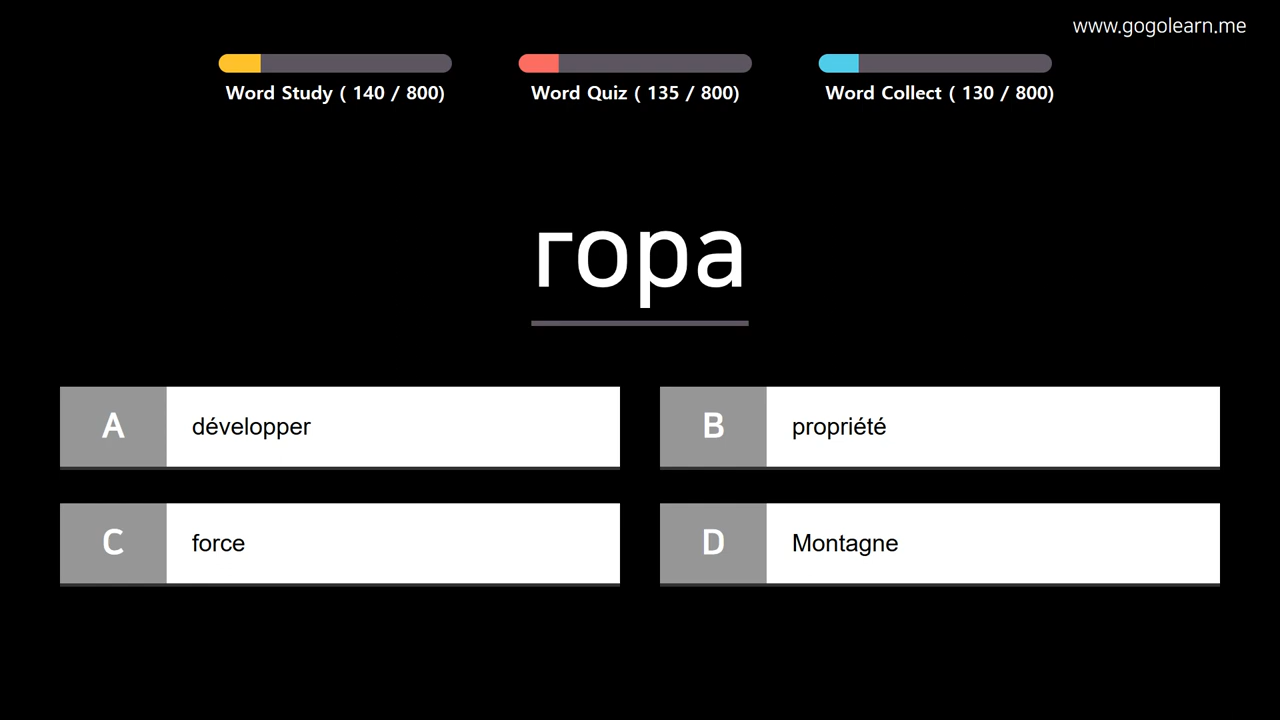 www.gogolearn.me
Word Study ( 140 / 800)
Word Quiz ( 135 / 800)
Word Collect ( 130 / 800)
гора
A développer
B propriété
C force
D Montagne